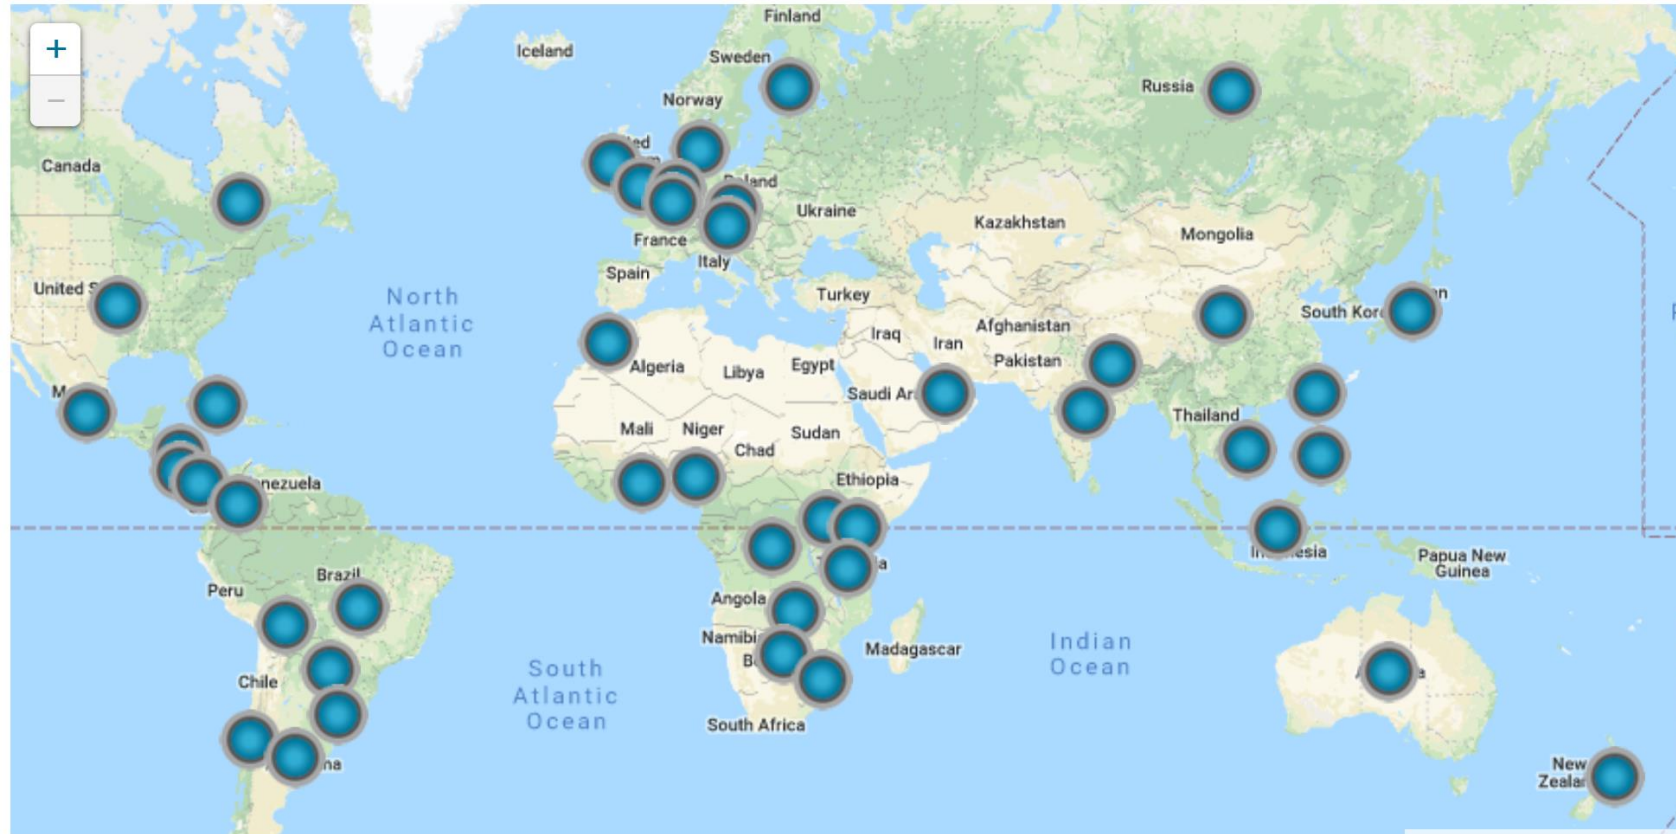 +
−
Finland
Iceland
Sweden
Russia
Norway
Canada
Ukraine
Kazakhstan
Mongolia
France
Italy
Spain
United
North
Atlantic
Ocean
Turkey
South
Afghanistan
Iraq
Iran
Pakistan
Algeria
Libya
Egypt
Saudi
Thailand
Mali
Niger
Sudan
Chad
Ethiopia
Papua New
Guinea
Brazil
Peru
Angola
Madagascar
Indian
Ocean
South
Atlantic
Ocean
Chile
South Africa
New